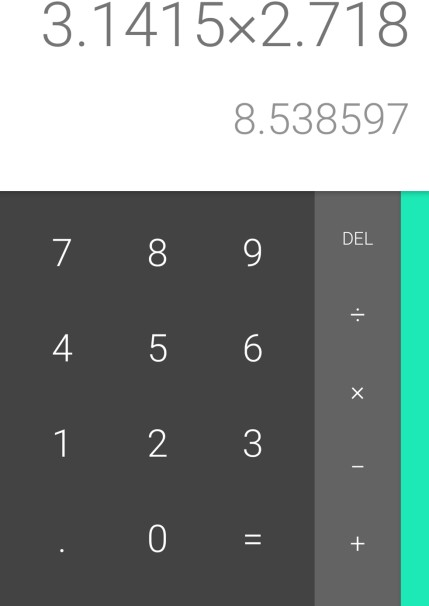 3.1415×2.718
8.538597
7 8 9 DEL
÷
4 5 6
×
1 2 3
−
. 0 = +